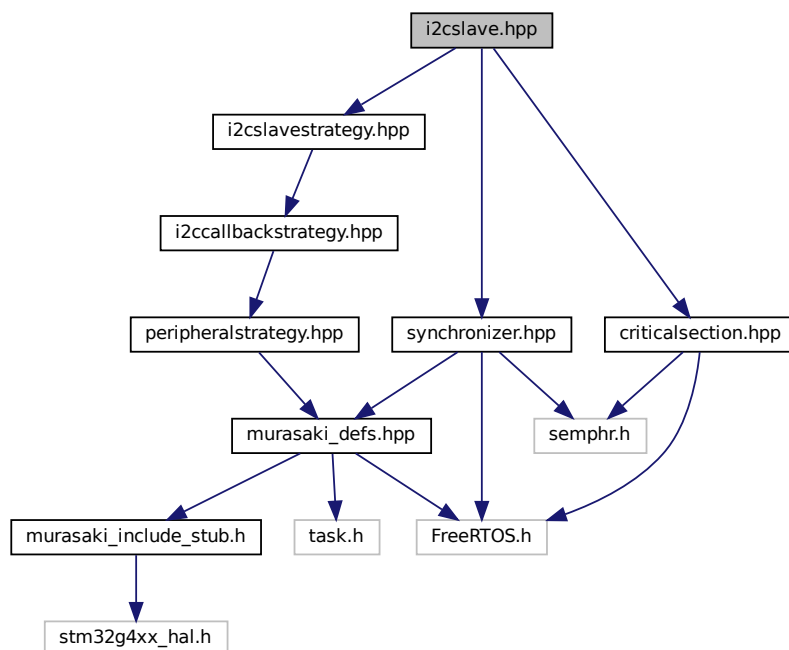 i2cslave.hpp
i2cslavestrategy.hpp
i2ccallbackstrategy.hpp
peripheralstrategy.hpp
synchronizer.hpp
criticalsection.hpp
murasaki_defs.hpp
semphr.h
murasaki_include_stub.h
task.h
FreeRTOS.h
stm32g4xx_hal.h